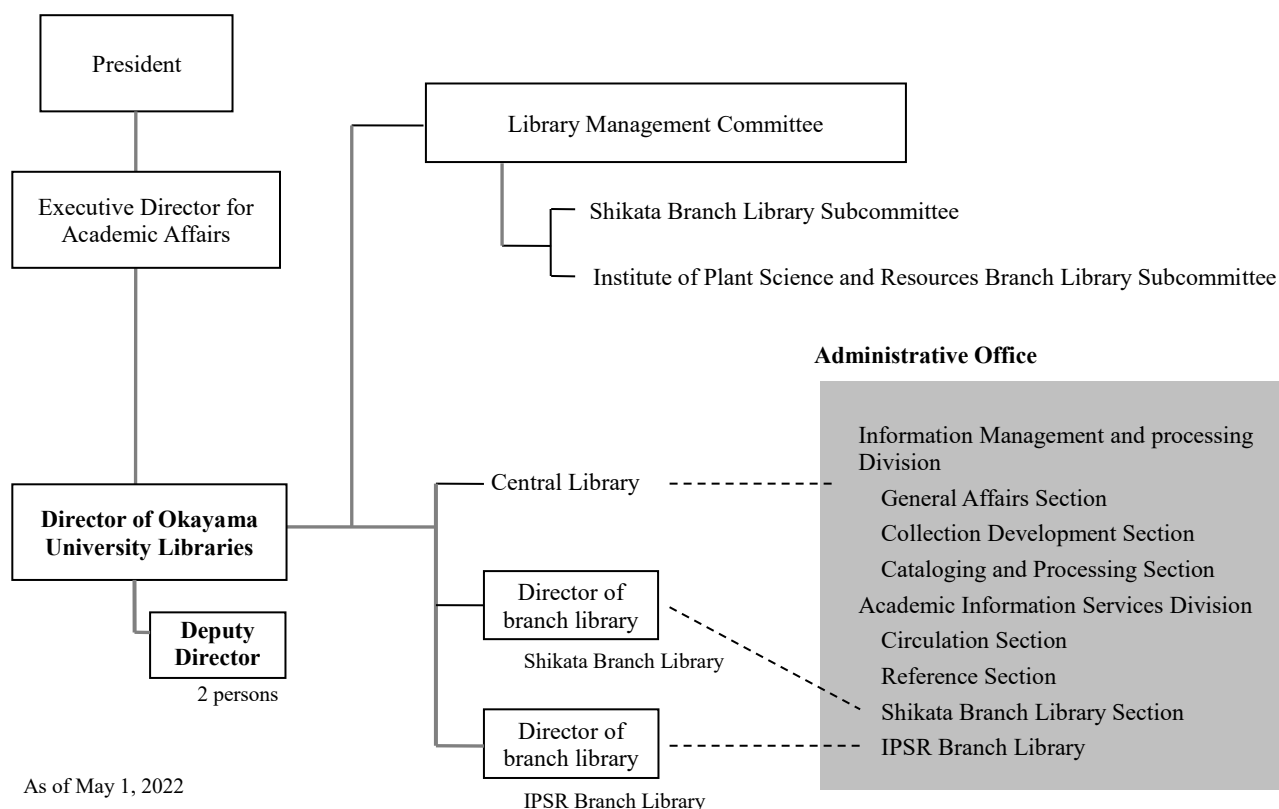 President
Library Management Committee
Executive Director for
Academic Affairs
Shikata Branch Library Subcommittee
Institute of Plant Science and Resources Branch Library Subcommittee
Administrative Office
Information Management and processing
Division
General Affairs Section
Collection Development Section
Cataloging and Processing Section
Academic Information Services Division
Circulation Section
Reference Section
Shikata Branch Library Section
IPSR Branch Library
Central Library
Director of Okayama
University Libraries
Director of
branch library
Shikata Branch Library
Deputy
Director
2 persons
Director of
branch library
IPSR Branch Library
As of May 1, 2022